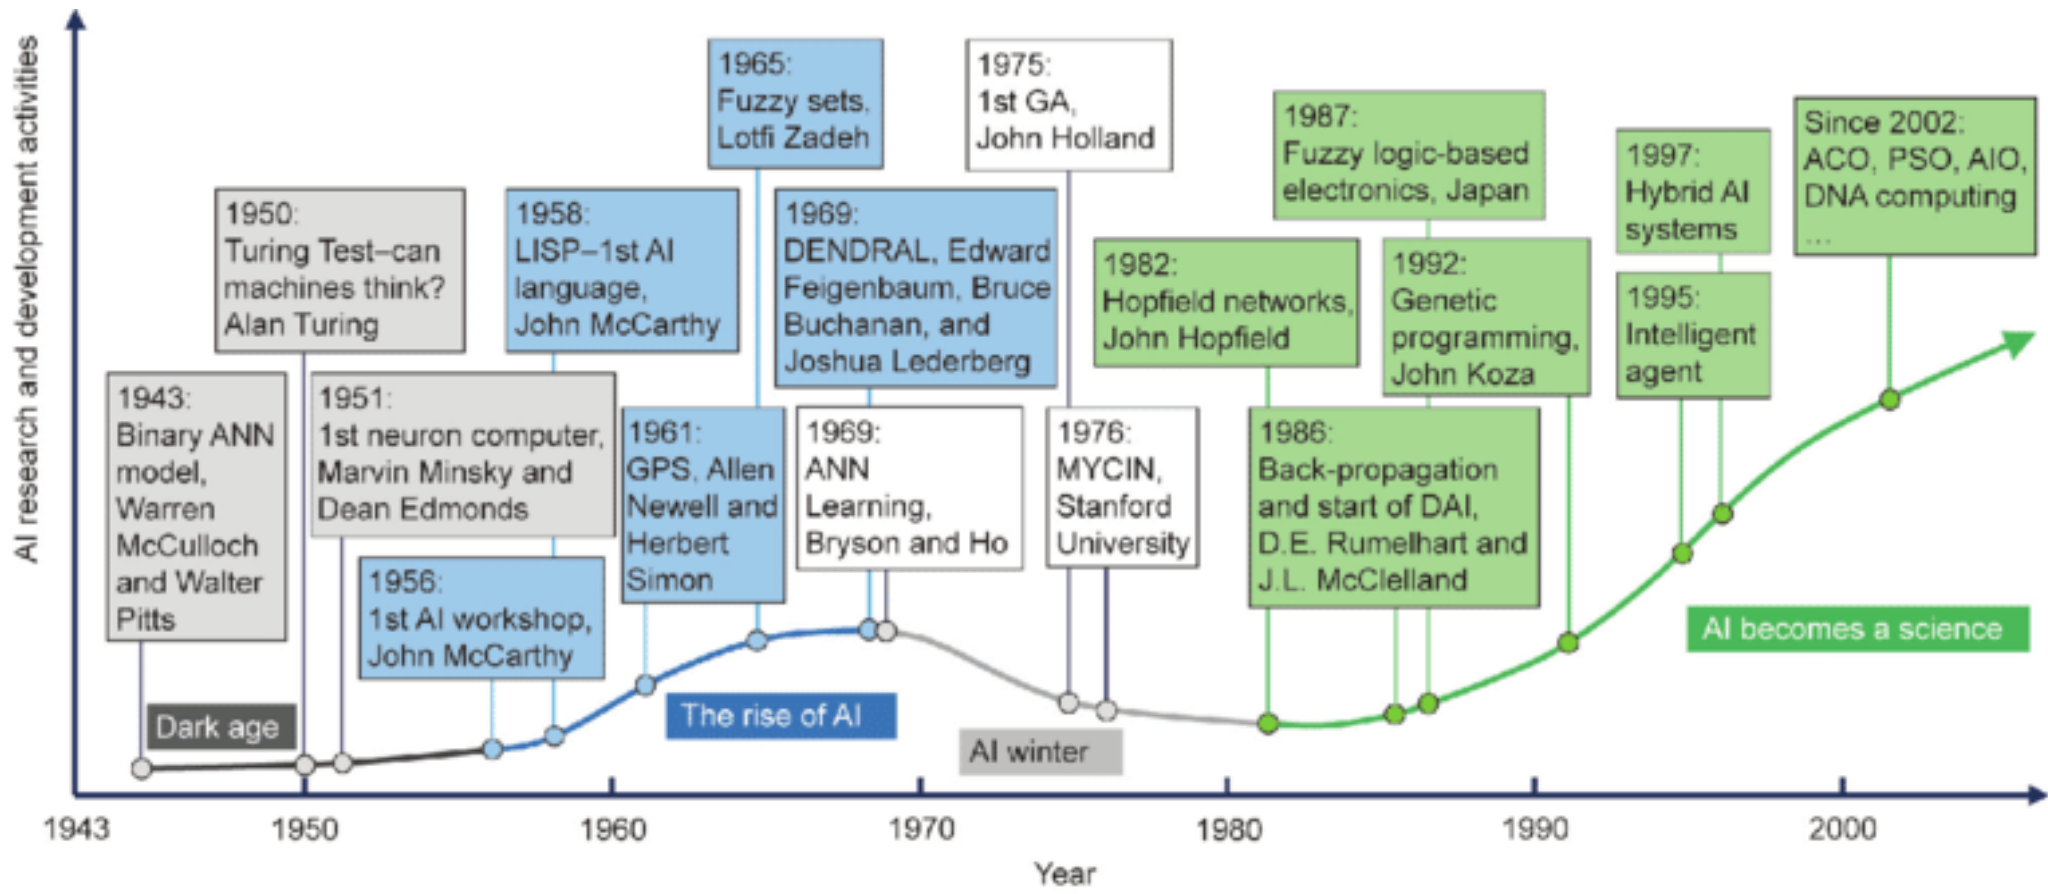 AI research and development activities
1965:
Fuzzy sets,
Lotfi Zadeh
1975:
1st GA,
John Holland
1987:
Fuzzy logic-based
electronics, Japan
1997:
Hybrid AI
systems
Since 2002:
ACO, PSO, AIO,
DNA computing
...
1950:
Turing Test–can
machines think?
Alan Turing
1958:
LISP–1st AI
language,
John McCarthy
1969:
DENDRAL, Edward
Feigenbaum, Bruce
Buchanan, and
Joshua Lederberg
1982:
Hopfield networks,
John Hopfield
1992:
Genetic
programming,
John Koza
1995:
Intelligent
agent
1943:
Binary ANN
model,
Warren
McCulloch
and Walter
Pitts
1951:
1st neuron computer,
Marvin Minsky and
Dean Edmonds
1961:
GPS, Allen
Newell and
Herbert
Simon
1969:
ANN
Learning,
Bryson and Ho
1976:
MYCIN,
Stanford
University
1986:
Back-propagation
and start of DAI,
D.E. Rumelhart and
J.L. McClelland
1956:
1st AI workshop,
John McCarthy
Dark age
The rise of AI
AI winter
AI becomes a science
1943
1950
1960
1970
1980
1990
2000
Year